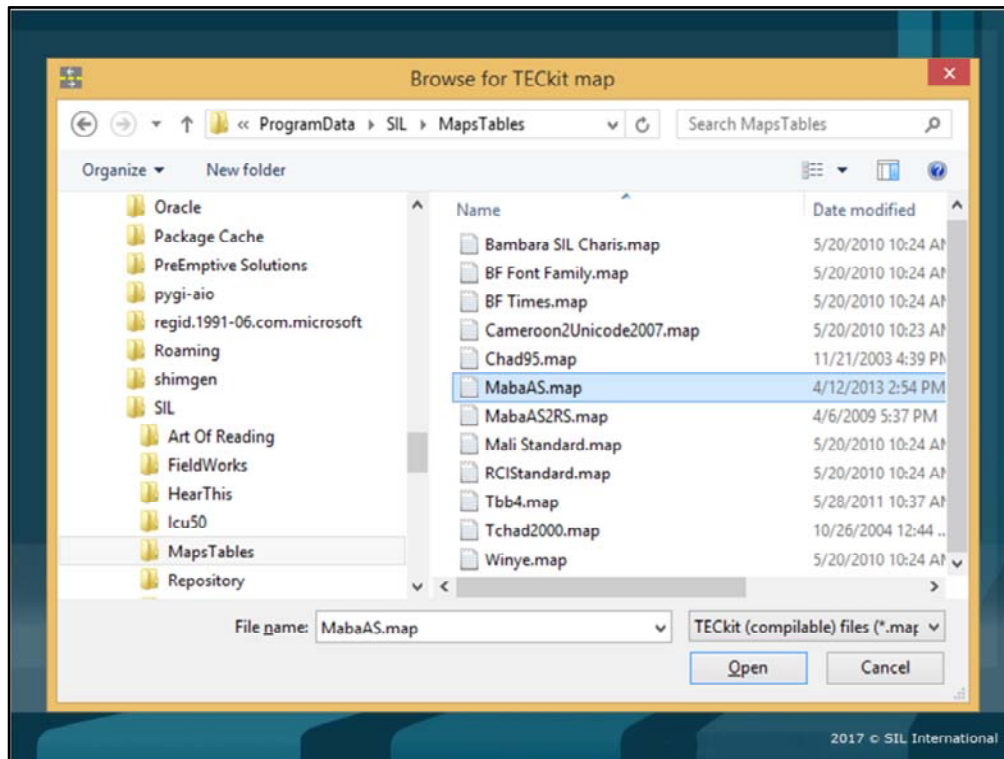 Browse for TECkit map
x
« ProgramData ▸ SIL ▸ MapsTables
Search MapsTables
Organize
New folder
Oracle
Package Cache
PreEmptive Solutions
pygi-aio
regid.1991-06.com.microsoft
Roaming
shimgen
SIL
Art Of Reading
FieldWorks
HearThis
Icu50
MapsTables
Repository
Name Date modified
Bambara SIL Charis.map 5/20/2010 10:24 AM
BF Font Family.map 5/20/2010 10:24 AM
BF Times.map 5/20/2010 10:24 AM
Cameroon2Unicode2007.map 5/20/2010 10:23 AM
Chad95.map 11/21/2003 4:39 PM
MabaAS.map 4/12/2013 2:54 PM
MabaAS2RS.map 4/6/2009 5:37 PM
Mali Standard.map 5/20/2010 10:24 AM
RCIStandard.map 5/20/2010 10:24 AM
Tbb4.map 5/28/2011 10:37 AM
Tchad2000.map 10/26/2004 12:44 ..
Winye.map 5/20/2010 10:24 AM
File name: MabaAS.map
TECkit (compilable) files (*.map
Open
Cancel
2017 © SIL International